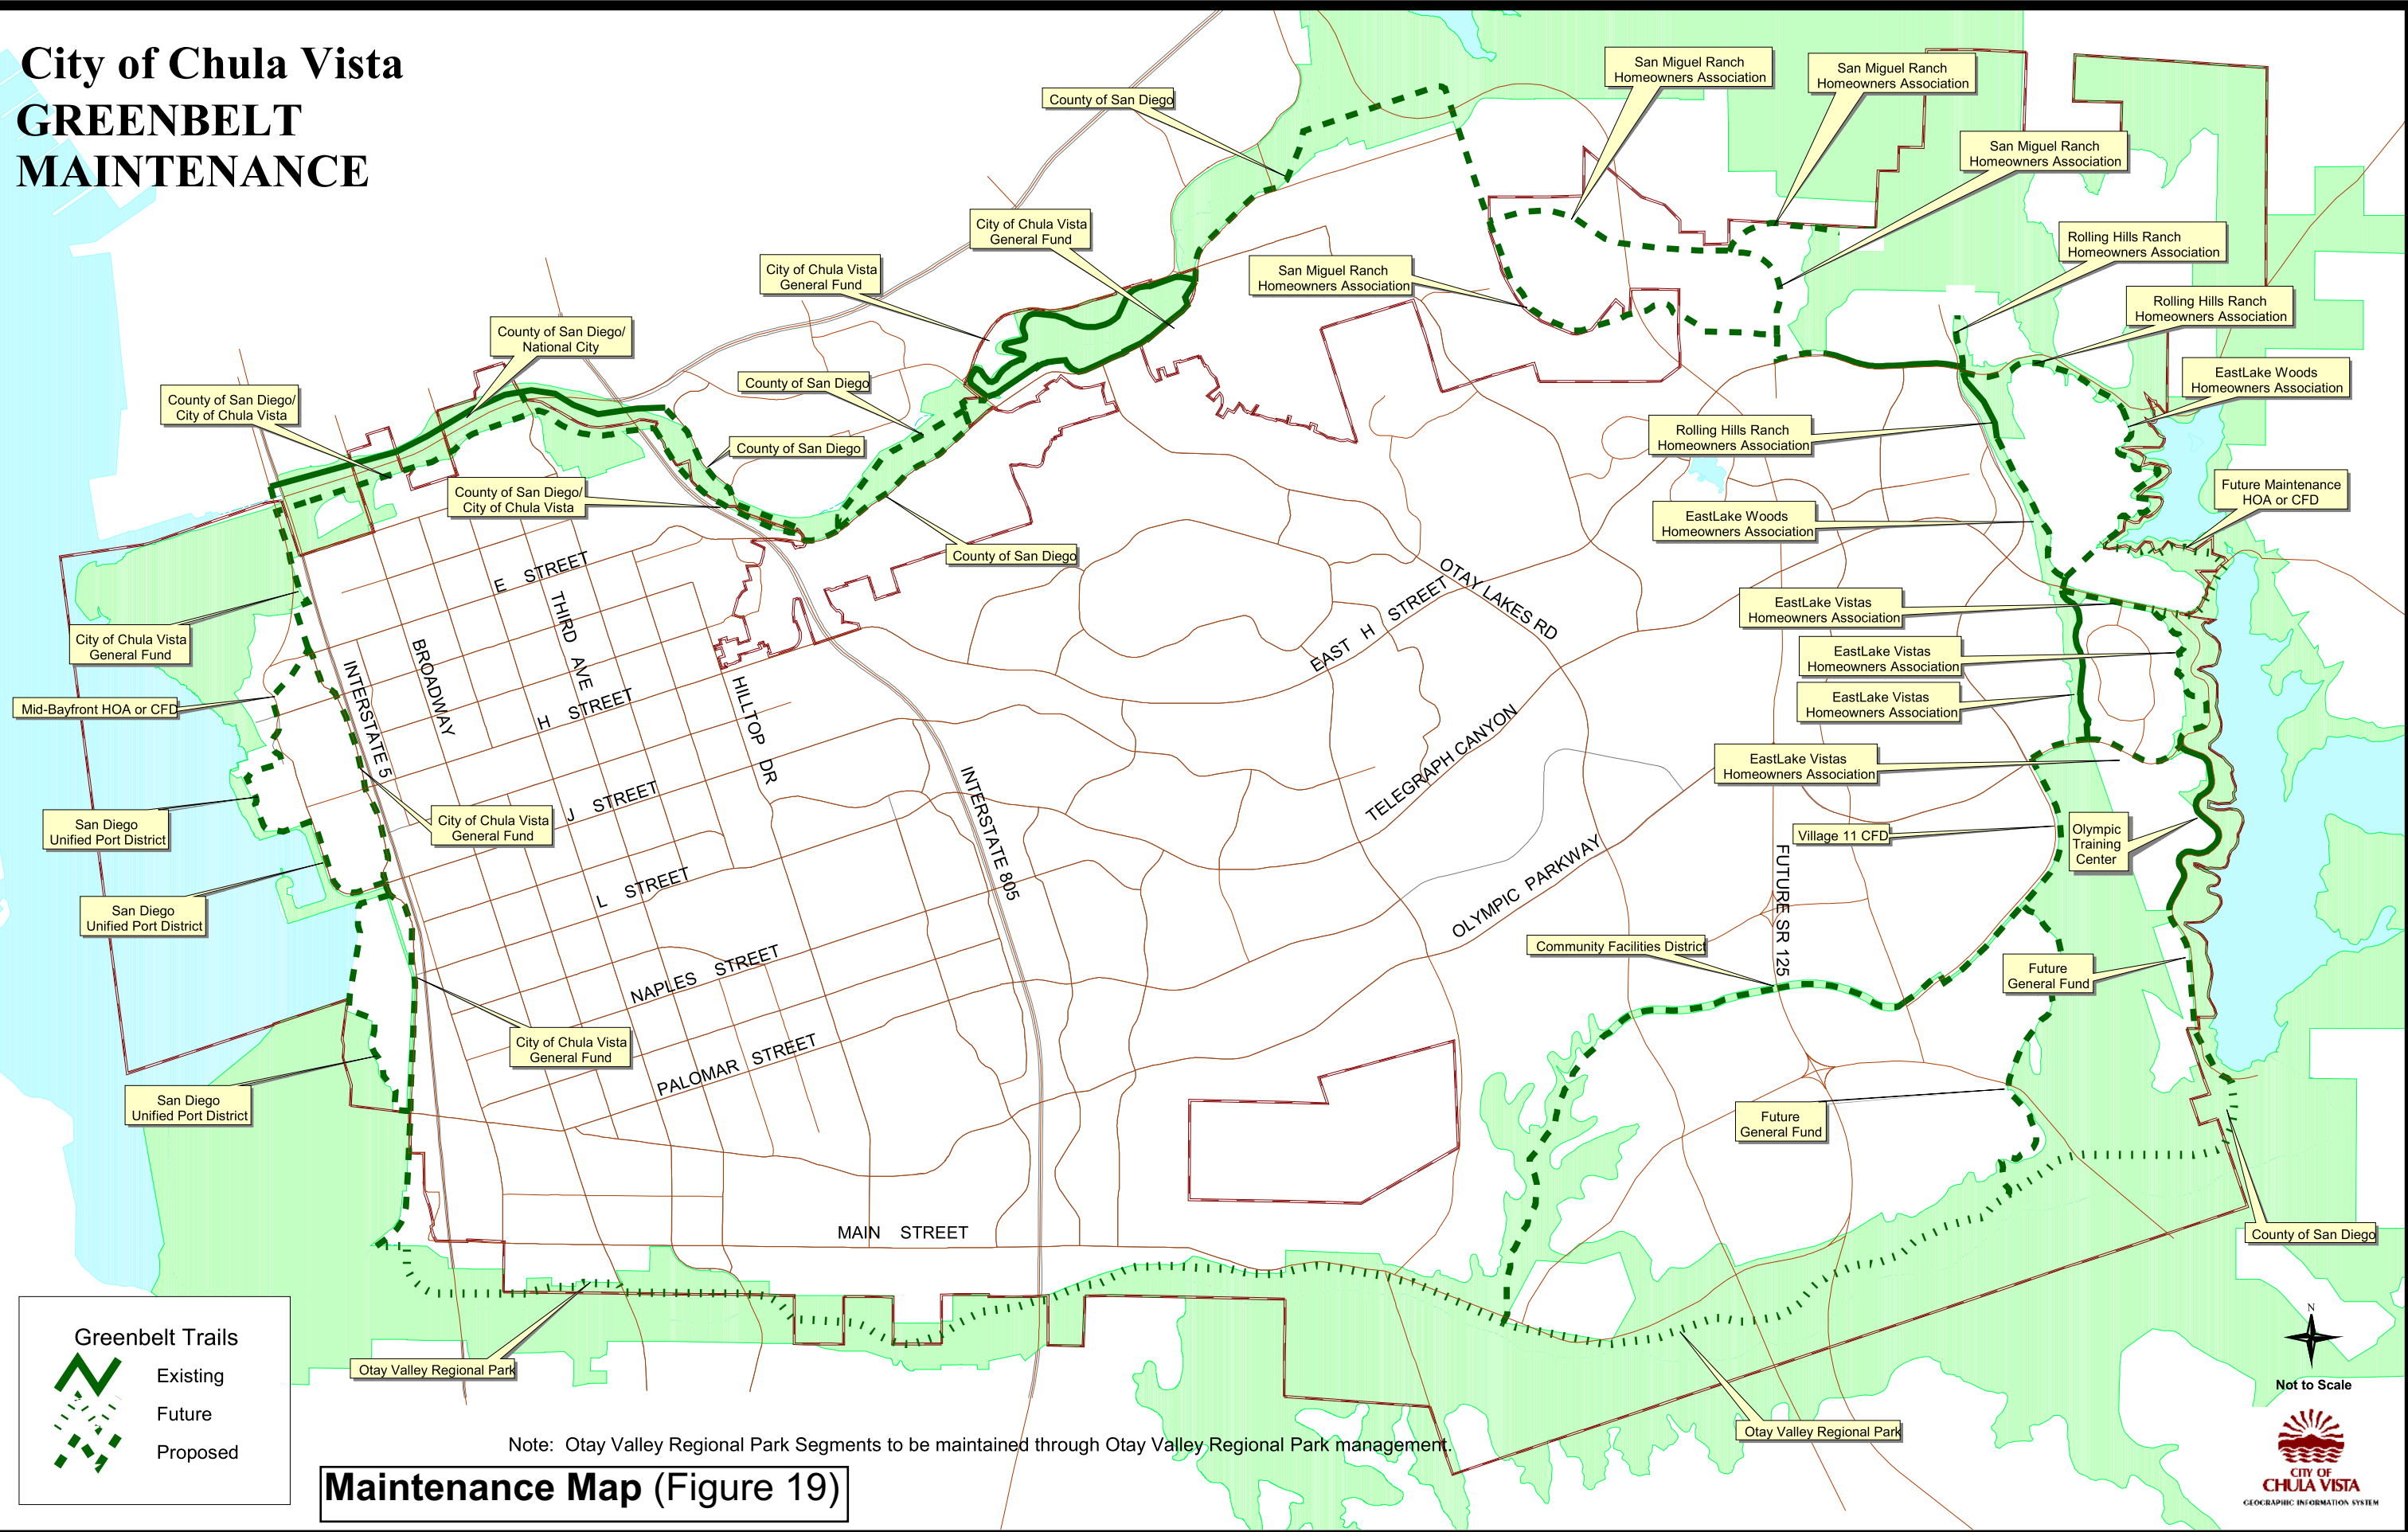 City of Chula Vista
GREENBELT
MAINTENANCE
San Miguel Ranch
Homeowners Association
San Miguel Ranch
Homeowners Association
County of San Diego
San Miguel Ranch
Homeowners Association
City of Chula Vista
General Fund
Rolling Hills Ranch
Homeowners Association
City of Chula Vista
General Fund
San Miguel Ranch
Homeowners Association
Rolling Hills Ranch
Homeowners Association
County of San Diego/
National City
EastLake Woods
Homeowners Association
County of San Diego
County of San Diego/
City of Chula Vista
Rolling Hills Ranch
Homeowners Association
County of San Diego
Future Maintenance
HOA or CFD
County of San Diego/
City of Chula Vista
EastLake Woods
Homeowners Association
County of San Diego
E STREET
OTAY LAKES RD
EAST H STREET
THIRD AVE
EastLake Vistas
Homeowners Association
City of Chula Vista
General Fund
BROADWAY
EastLake Vistas
Homeowners Association
INTERSTATE 5
HILLTOP DR
H STREET
EastLake Vistas
Homeowners Association
Mid-Bayfront HOA or CFD
TELEGRAPH CANYON
EastLake Vistas
Homeowners Association
INTERSTATE 805
J STREET
San Diego
Unified Port District
City of Chula Vista
General Fund
Village 11 CFD
Olympic
Training
Center
OLYMPIC PARKWAY
FUTURE SR 125
L STREET
San Diego
Unified Port District
Community Facilities District
NAPLES STREET
Future
General Fund
City of Chula Vista
General Fund
PALOMAR STREET
San Diego
Unified Port District
Future
General Fund
MAIN STREET
County of San Diego
Otay Valley Regional Park
Otay Valley Regional Park
Greenbelt Trails
Existing
Future
Proposed
N
Not to Scale
Note: Otay Valley Regional Park Segments to be maintained through Otay Valley Regional Park management.
Maintenance Map (Figure 19)
CITY OF
CHULA VISTA
GEOGRAPHIC INFORMATION SYSTEM